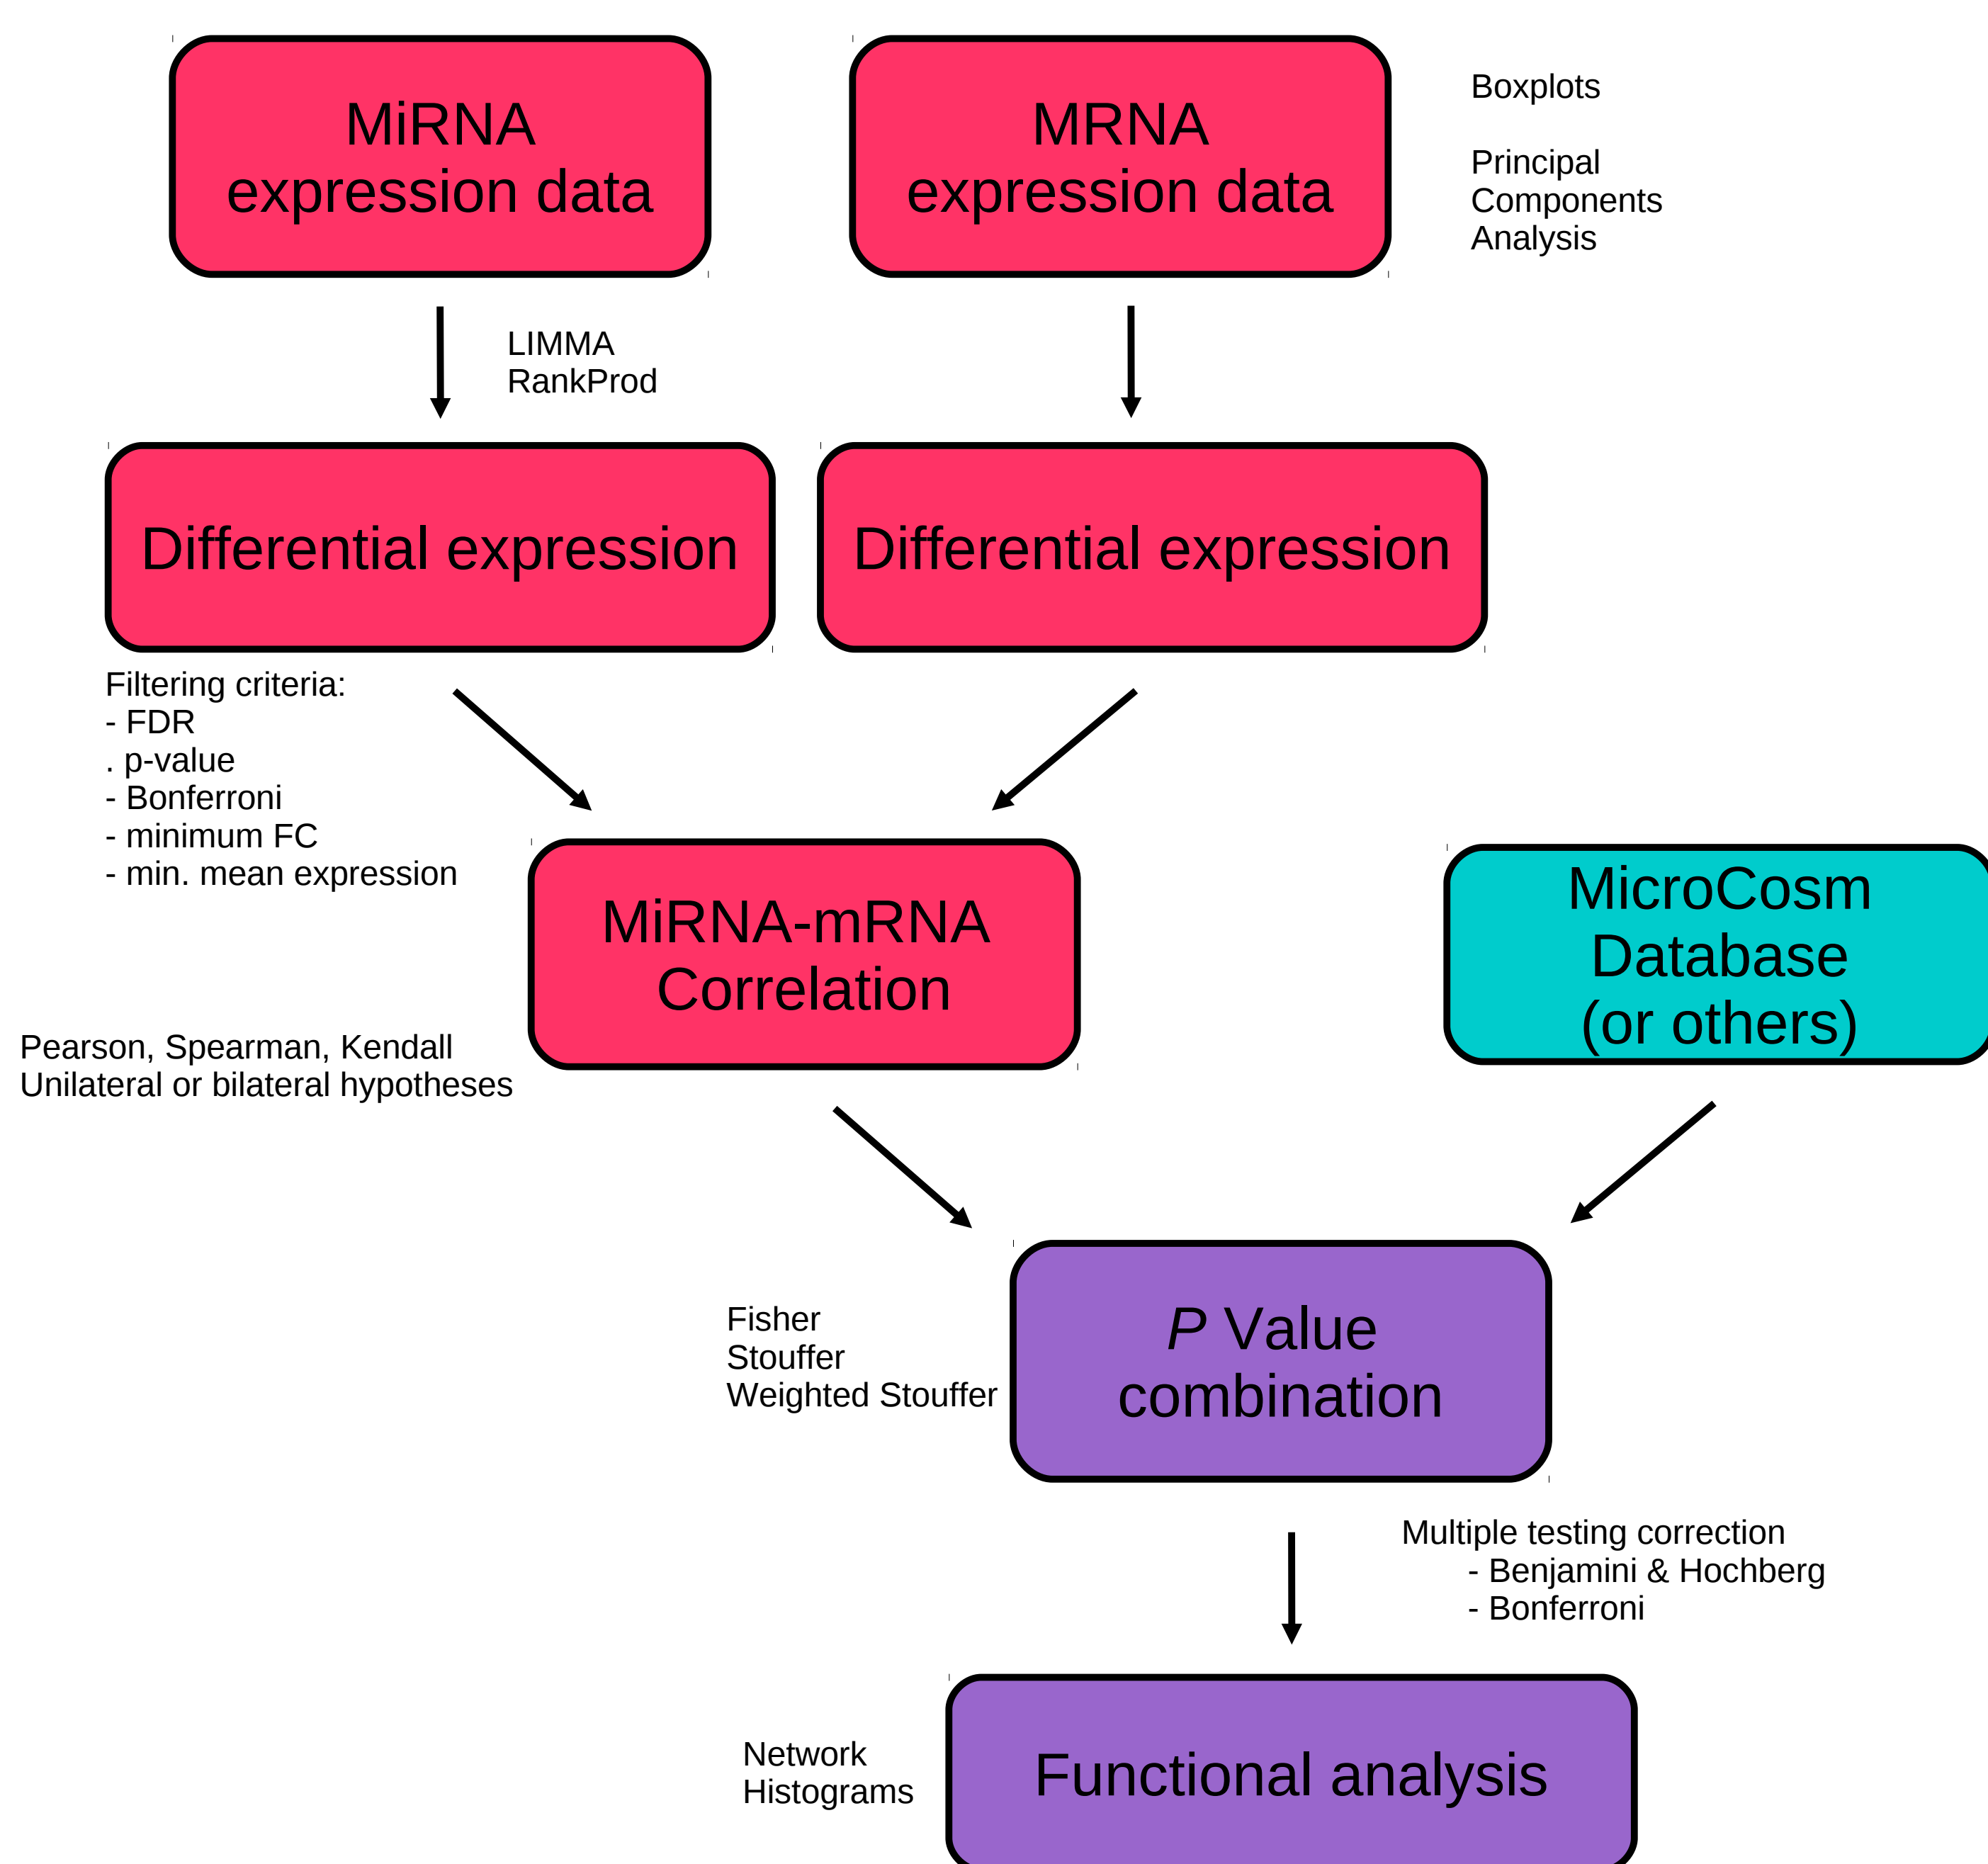 MiRNA
expression data
MRNA
expression data
Boxplots
Principal
Components
Analysis
LIMMA
RankProd
Differential expression
Differential expression
Filtering criteria:
- FDR
. p-value
- Bonferroni
- minimum FC
- min. mean expression
MiRNA-mRNA
Correlation
MicroCosm
Database
(or others)
Pearson, Spearman, Kendall
Unilateral or bilateral hypotheses
Fisher
Stouffer
Weighted Stouffer
P Value
combination
Multiple testing correction
- Benjamini & Hochberg
- Bonferroni
Network
Histograms
Functional analysis